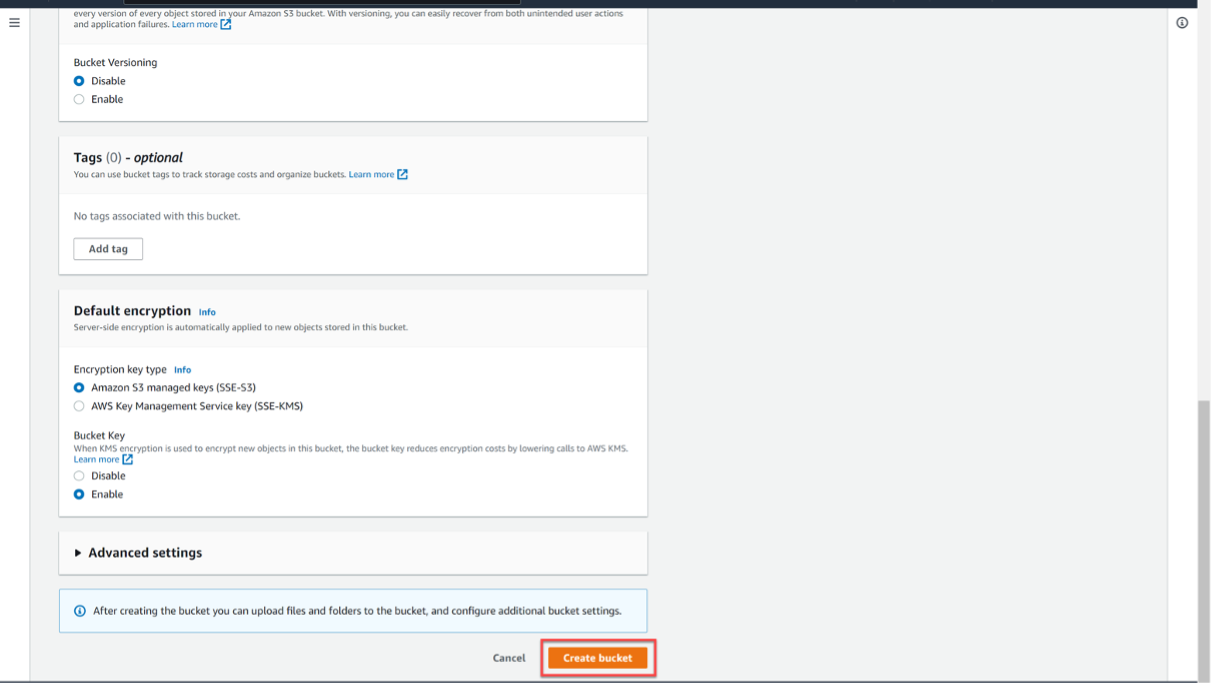 every version of every object stored in your Amazon S3 bucket. With versioning, you can easily recover from both unintended user actions
and application failures. Learn more
Bucket Versioning
Disable
Enable
Tags (0) - optional
You can use bucket tags to track storage costs and organize buckets. Learn more
No tags associated with this bucket.
Add tag
Default encryption Info
Server-side encryption is automatically applied to new objects stored in this bucket.
Encryption key type Info
Amazon S3 managed keys (SSE-S3)
AWS Key Management Service key (SSE-KMS)
Bucket Key
When KMS encryption is used to encrypt new objects in this bucket, the bucket key reduces encryption costs by lowering calls to AWS KMS.
Learn more
Disable
Enable
Advanced settings
After creating the bucket you can upload files and folders to the bucket, and configure additional bucket settings.
Cancel Create bucket